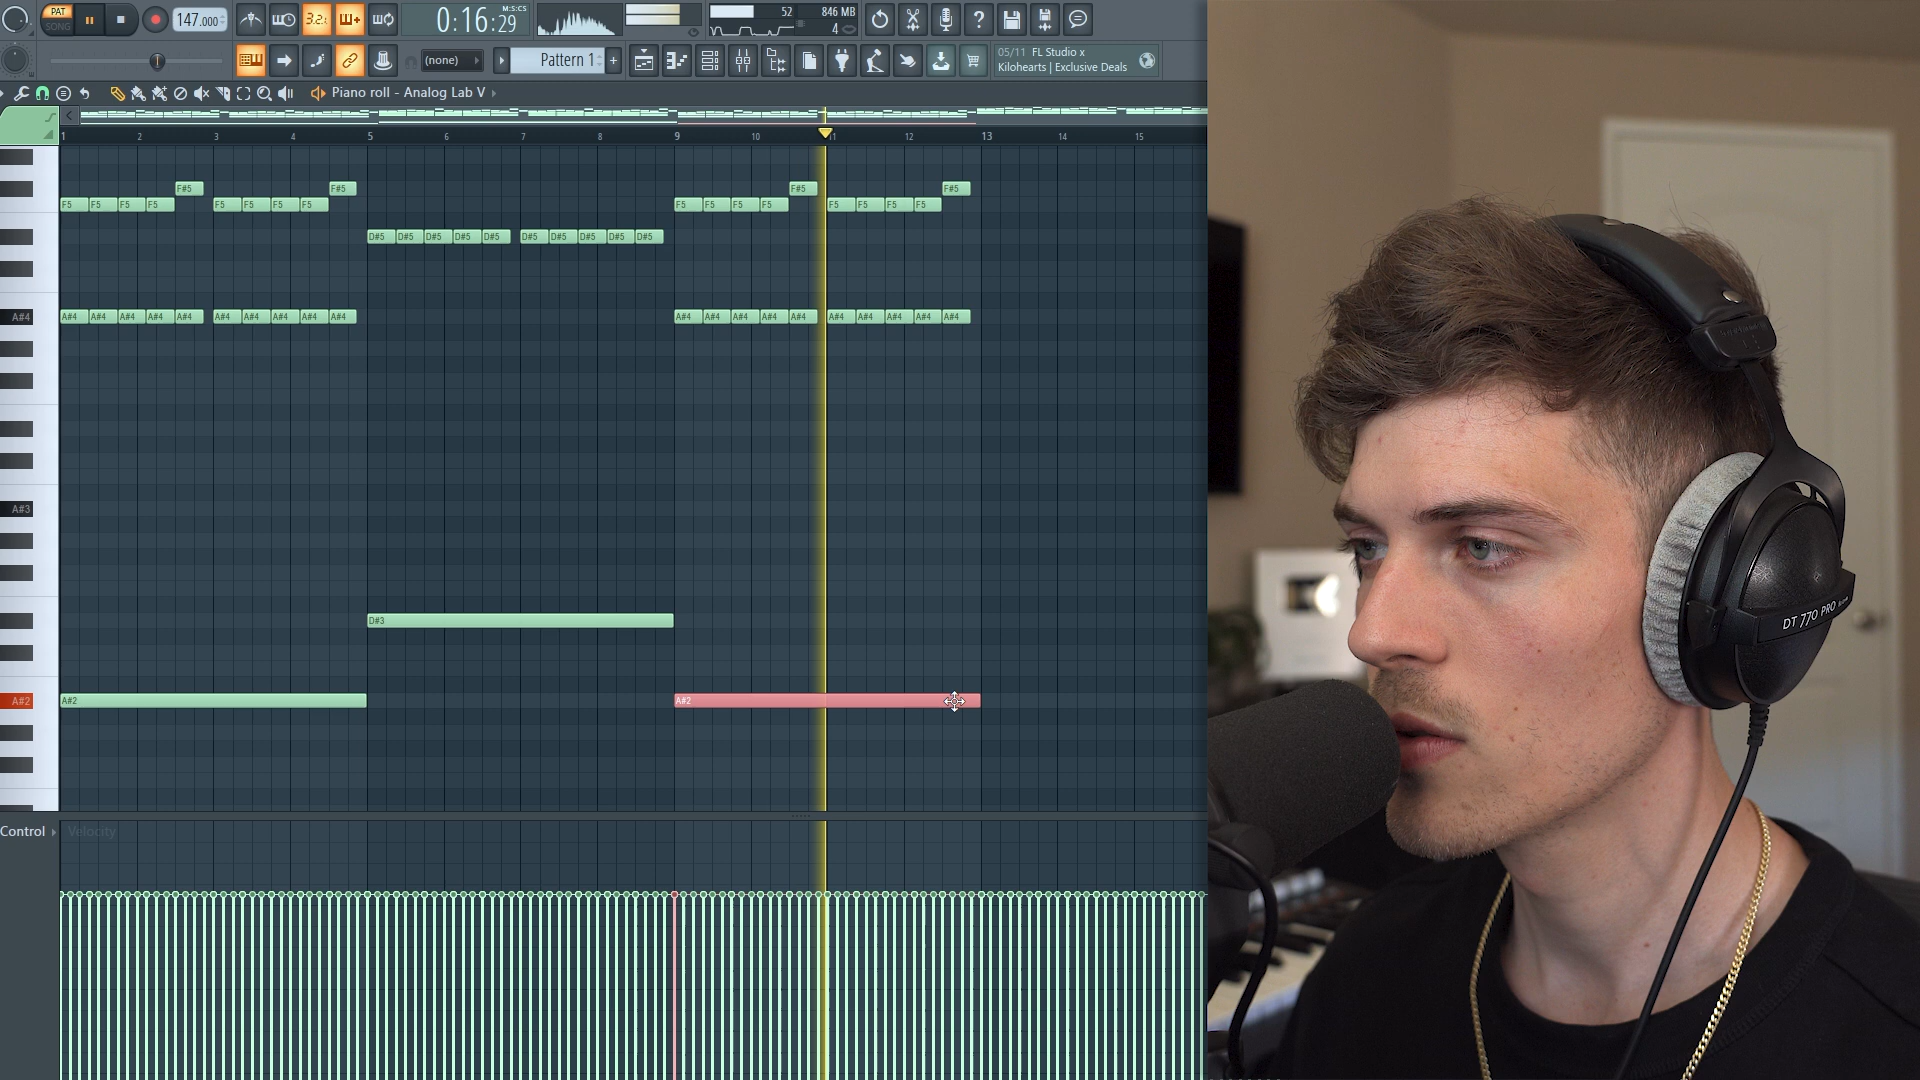 PAT
SONG
147.000
3.2.
0:16:29
M:S:CS
52
846 MB
4
(none)
Pattern 1
+
05/11 FL Studio x
Kilohearts | Exclusive Deals
Piano roll - Analog Lab V
1 2 3 4 5 6 7 8 9 10 11 12 13 14 15
F#5 F#5 F#5 F#5
F5 F5 F5 F5 F5 F5 F5 F5 F5 F5 F5 F5 F5 F5 F5 F5
D#5 D#5 D#5 D#5 D#5 D#5 D#5 D#5 D#5 D#5
A#4 A#4 A#4 A#4 A#4 A#4 A#4 A#4 A#4 A#4 A#4 A#4 A#4 A#4 A#4 A#4 A#4 A#4 A#4 A#4 A#4
A#3
D#3
A#2 A#2 A#2
Control
Velocity
DT 770 PRO